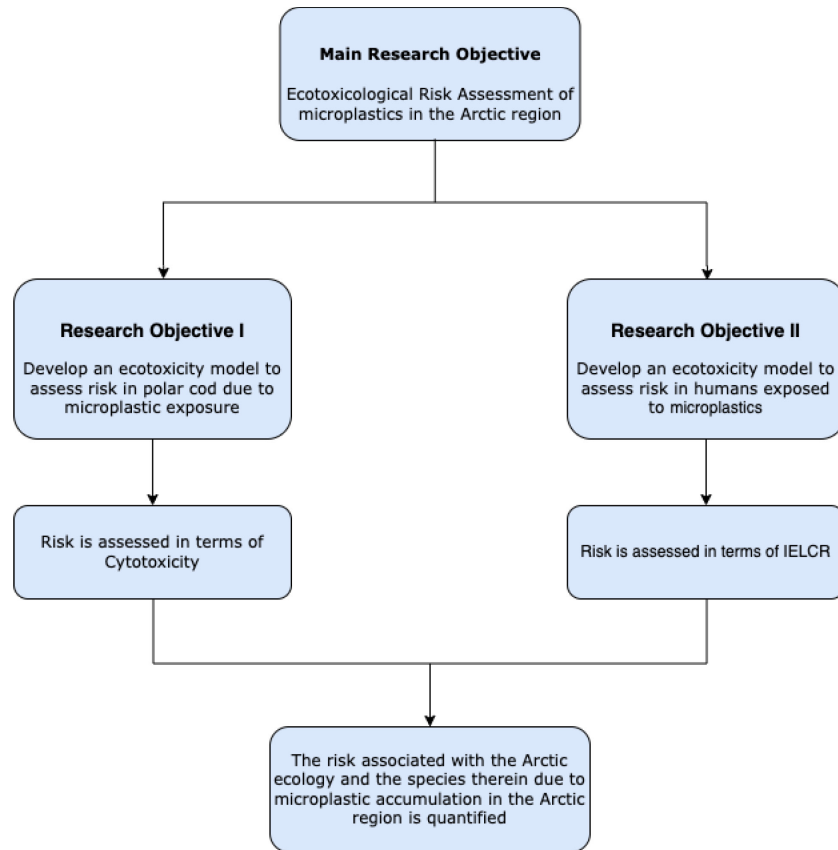 Main Research Objective
Ecotoxicological Risk Assessment of
microplastics in the Arctic region
Research Objective I
Develop an ecotoxicity model to
assess risk in polar cod due to
microplastic exposure
Research Objective II
Develop an ecotoxicity model to
assess risk in humans exposed
to microplastics
Risk is assessed in terms of
Cytotoxicity
Risk is assessed in terms of IELCR
The risk associated with the Arctic
ecology and the species therein due to
microplastic accumulation in the Arctic
region is quantified